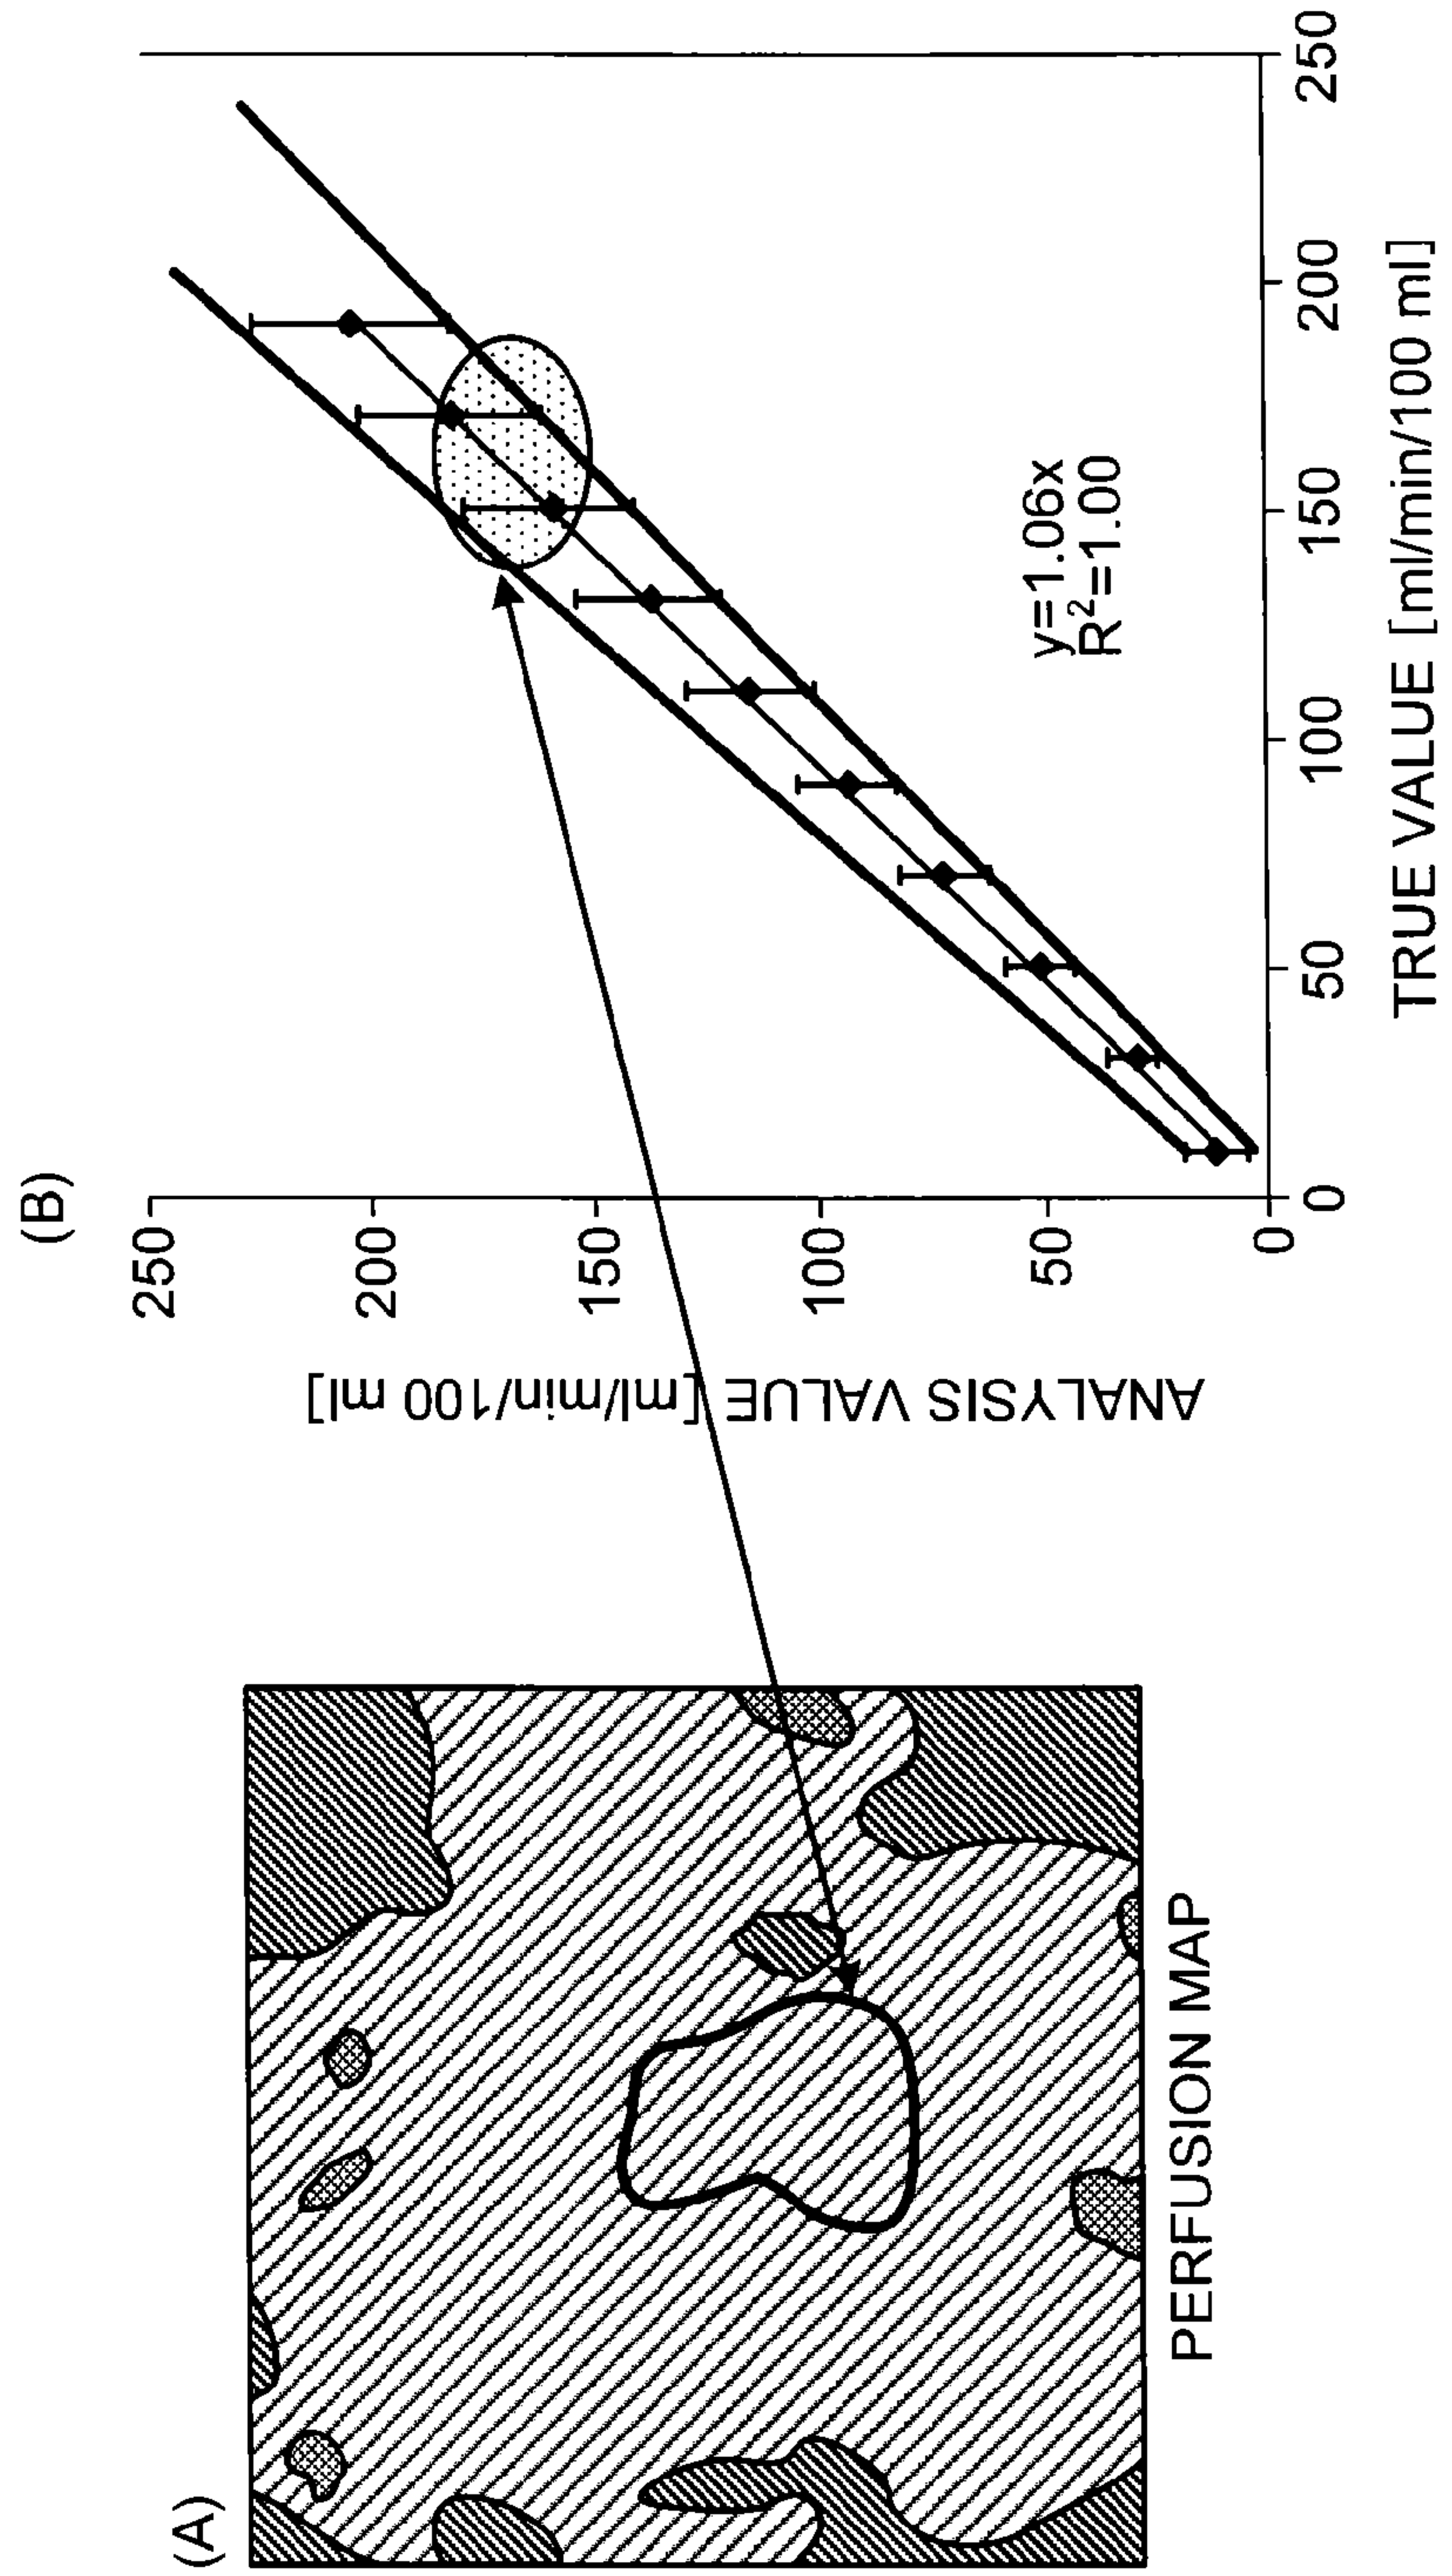 (A)
PERFUSION MAP
(B)
ANALYSIS VALUE [ml/min/100 ml]
250
200
150
100
50
0
y=1.06x
R²=1.00
0
50
100
150
200
250
TRUE VALUE [ml/min/100 ml]